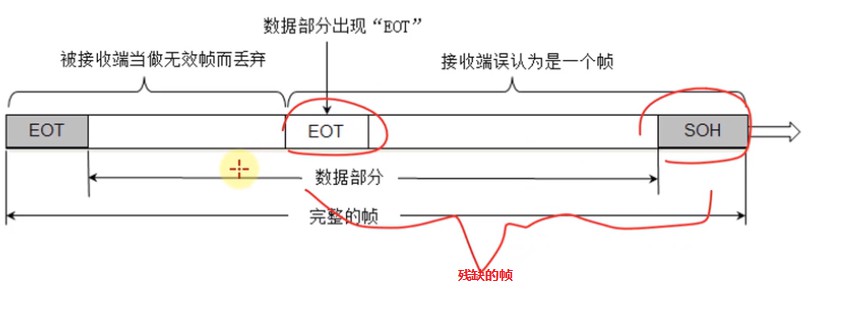 数据部分出现“EOT”
被接收端当做无效帧而丢弃
接收端误认为是一个帧
EOT
EOT
SOH
数据部分
完整的帧
残缺的帧